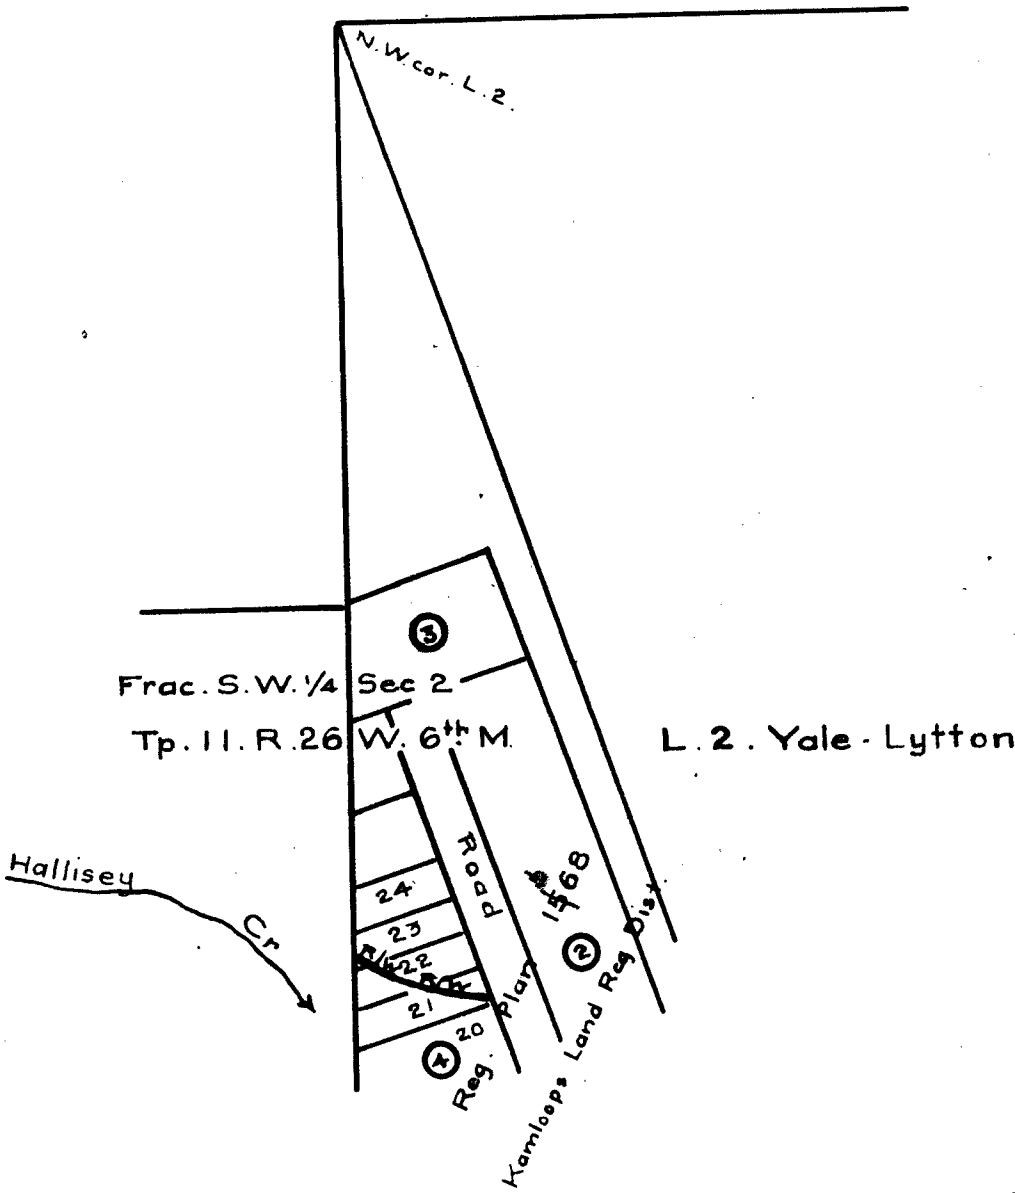 N.W. cor. L.2.
3
Frac. S.W. 1/4 Sec 2
Tp. 11. R. 26 W. 6th M.
L. 2. Yale - Lytton
Hallisey Cr
Road
24
23
22
R/W
21
20
4
2
Reg. Plan 1568
Kamloops Land Reg Dist.